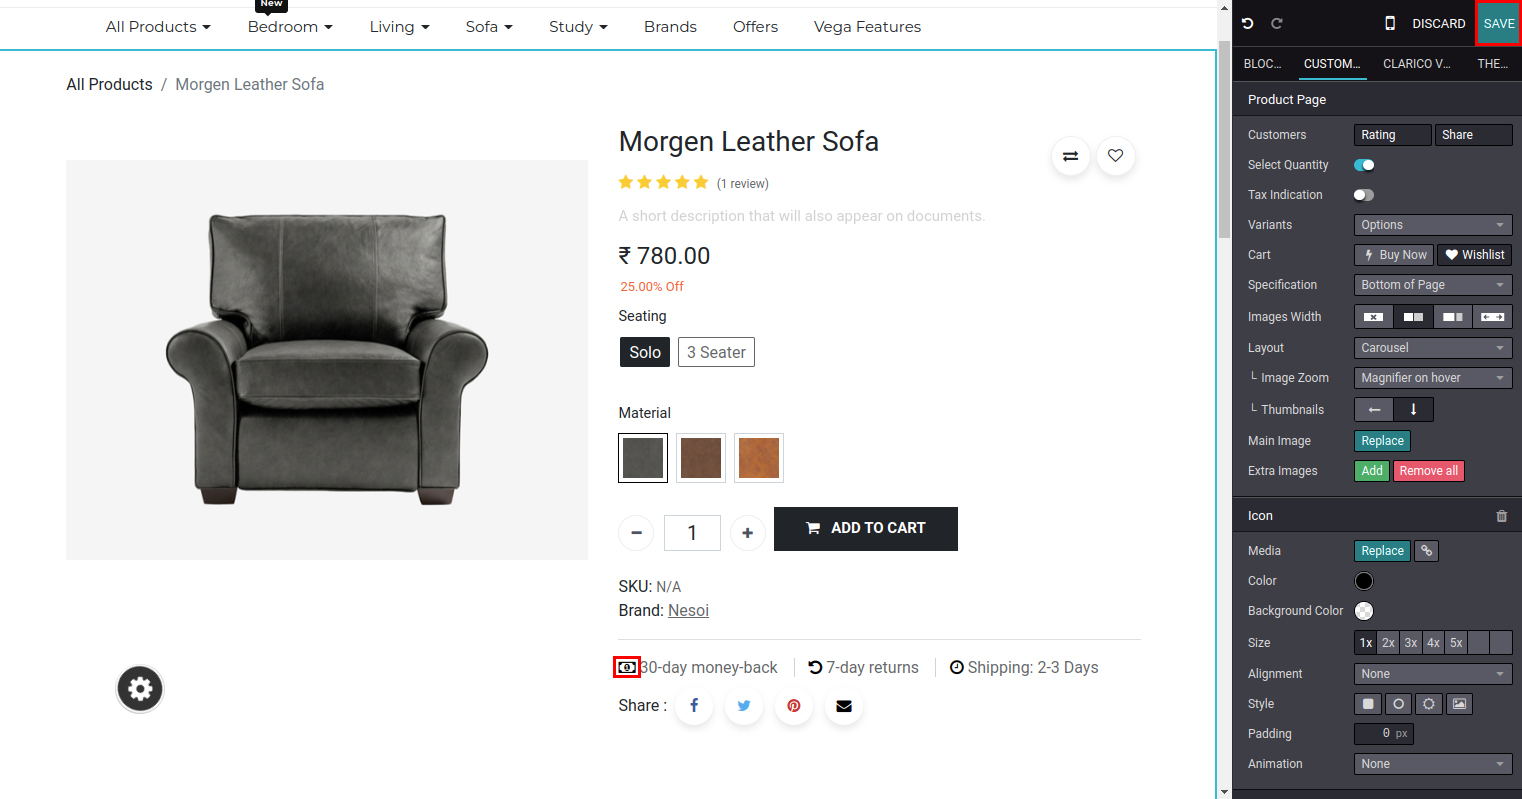 New
All Products
Bedroom
Living
Sofa
Study
Brands
Offers
Vega Features
All Products / Morgen Leather Sofa
Morgen Leather Sofa
(1 review)
A short description that will also appear on documents.
₹ 780.00
25.00% Off
Seating
Solo
3 Seater
Material
1
ADD TO CART
SKU: N/A
Brand: Nesoi
30-day money-back
7-day returns
Shipping: 2-3 Days
Share :
DISCARD
SAVE
BLOC...
CUSTOM...
CLARICO V...
THE...
Product Page
Customers
Rating
Share
Select Quantity
Tax Indication
Variants
Options
Cart
Buy Now
Wishlist
Specification
Bottom of Page
Images Width
Layout
Carousel
└ Image Zoom
Magnifier on hover
└ Thumbnails
Main Image
Replace
Extra Images
Add
Remove all
Icon
Media
Replace
Color
Background Color
Size
1x
2x
3x
4x
5x
Alignment
None
Style
Padding
0 px
Animation
None